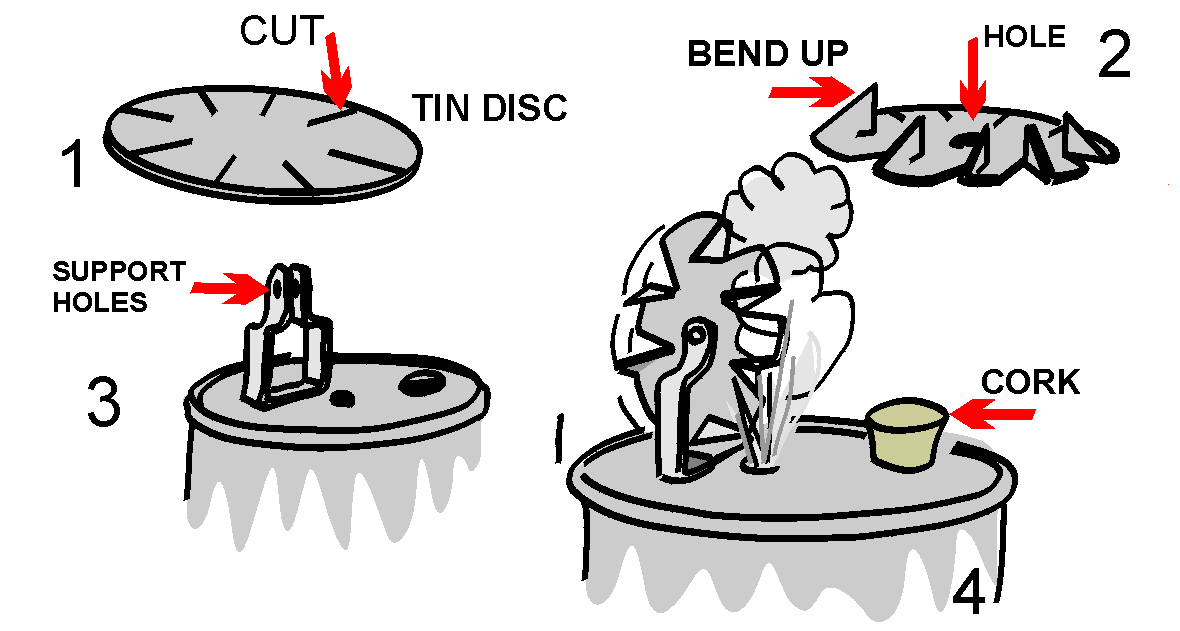 CUT
TIN DISC
1
BEND UP
HOLE
2
SUPPORT
HOLES
3
CORK
4